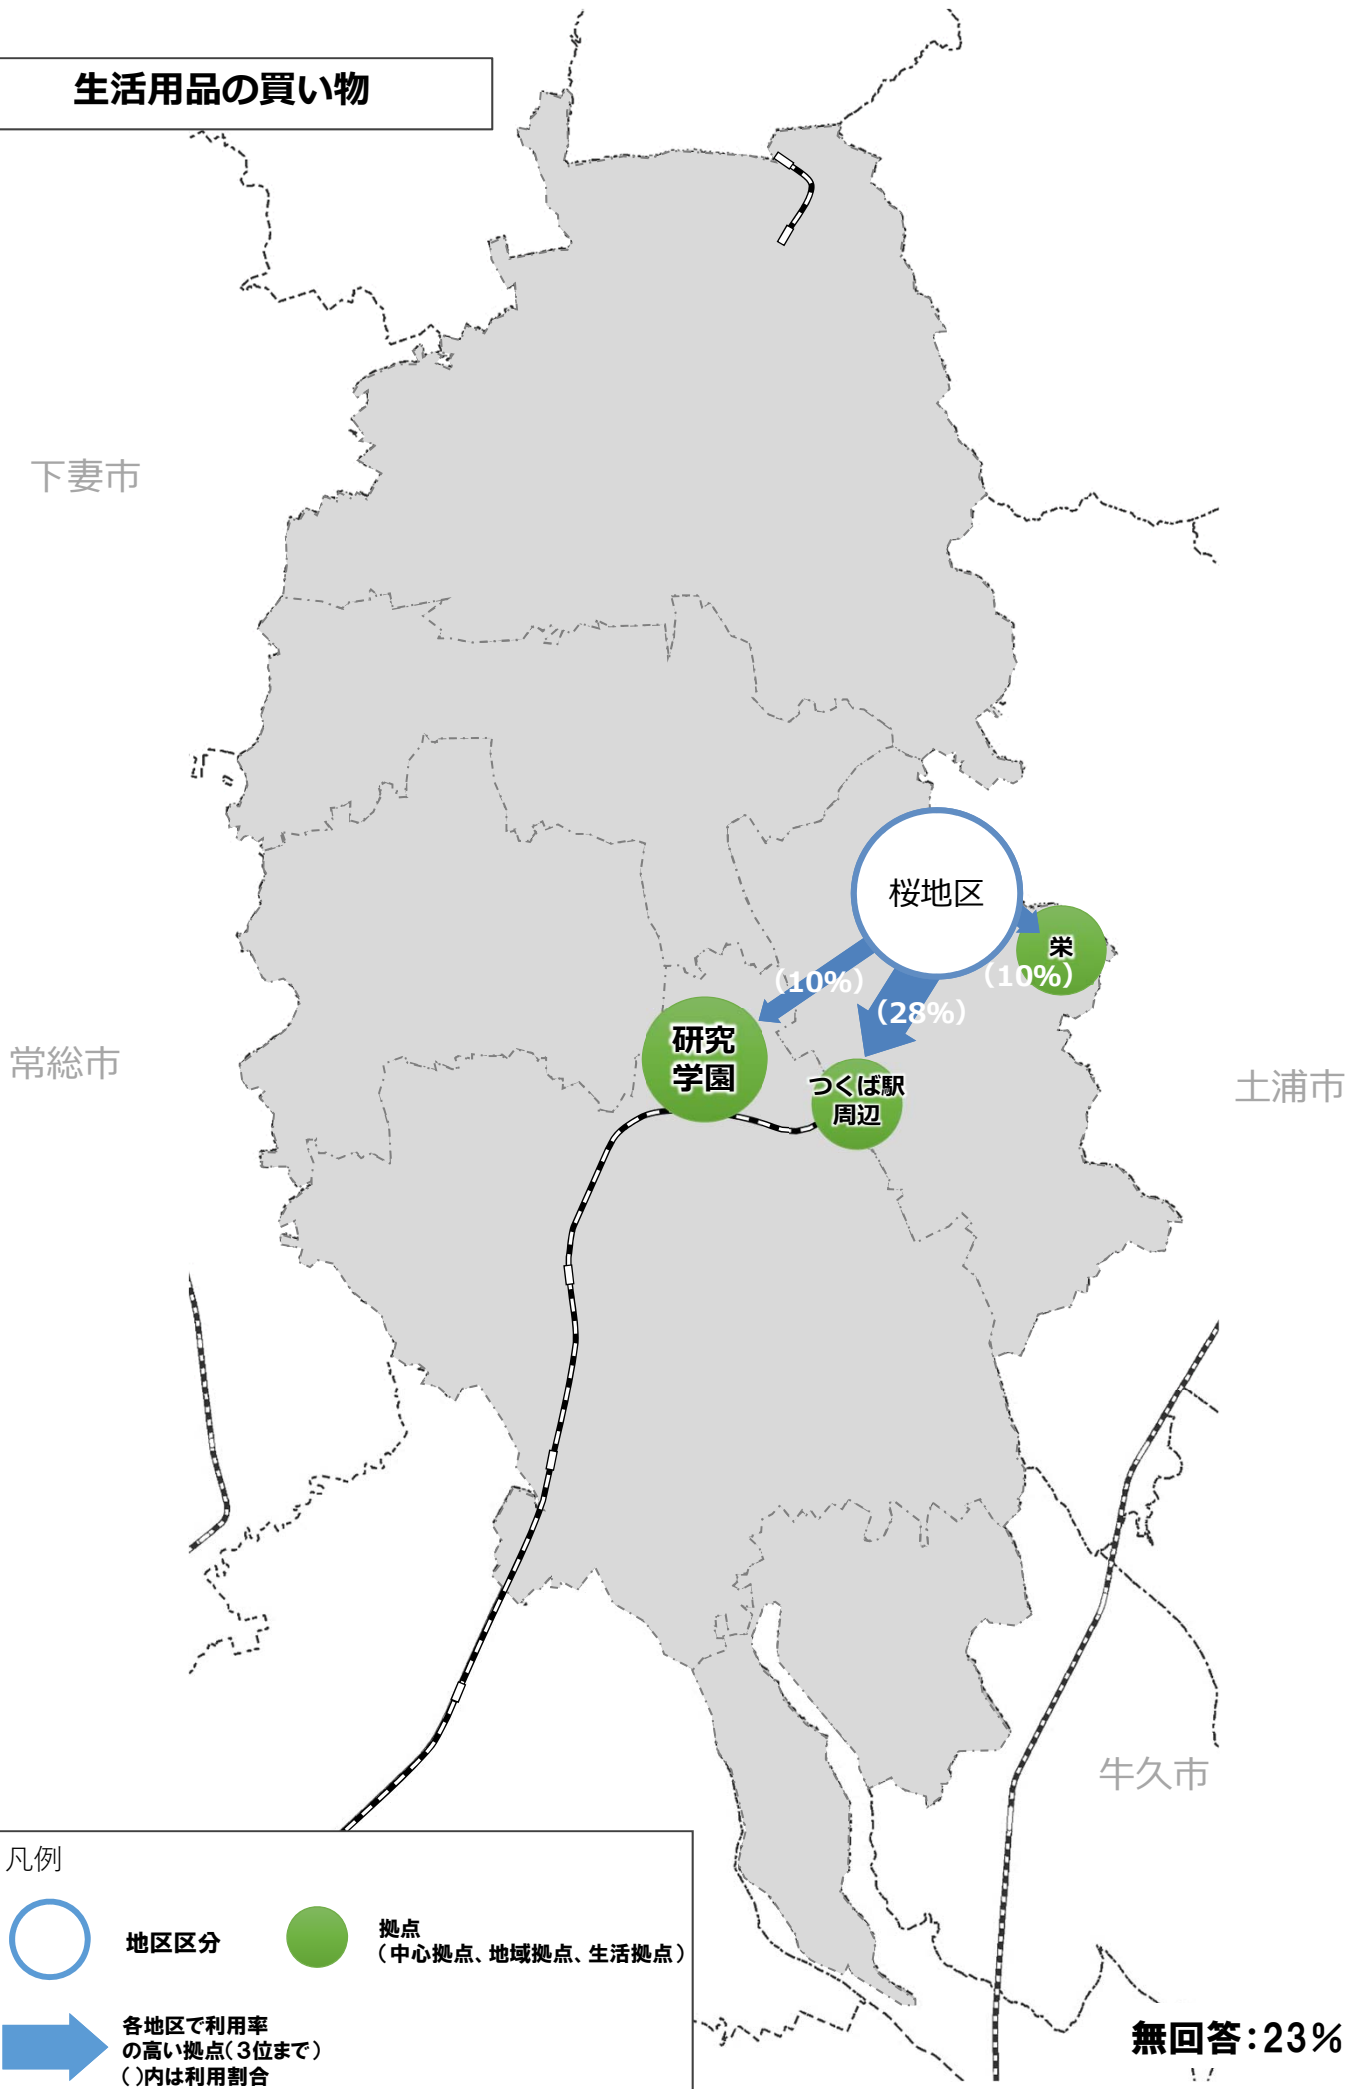 生活用品の買い物
下妻市
桜地区
栄
（10%）
（10%）
（28%）
研究
学園
つくば駅
周辺
常総市
土浦市
牛久市
凡例
地区区分
拠点
（中心拠点、地域拠点、生活拠点）
各地区で利用率
の高い拠点（３位まで）
（ ）内は利用割合
無回答：23％